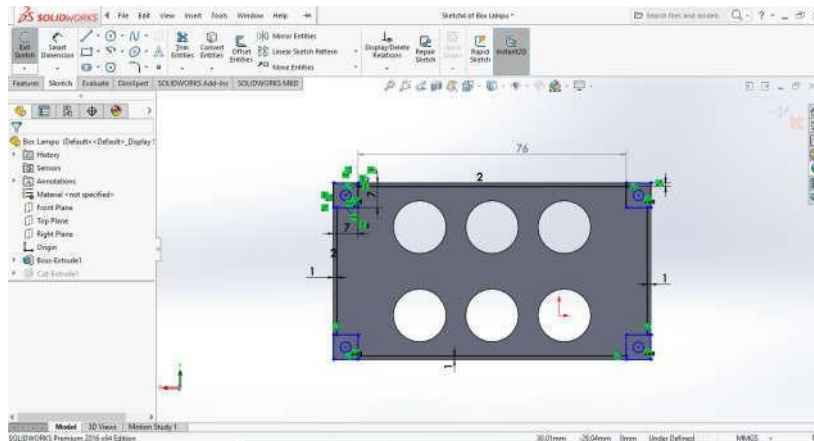 SOLIDWORKS File Edit View Insert Tools Window Help Sketch4 of Box Lampu * Search files and models
Exit Sketch
Smart Dimension
Trim Entities
Convert Entities
Offset Entities
Mirror Entities
Linear Sketch Pattern
Move Entities
Display/Delete Relations
Repair Sketch
Rapid Sketch
Instant2D
Features Sketch Evaluate DimXpert SOLIDWORKS Add-Ins SOLIDWORKS MBD
Box Lampu (Default<<Default>_Display S
History
Sensors
Annotations
Material <not specified>
Front Plane
Top Plane
Right Plane
Origin
Boss-Extrude1
Cut-Extrude1
76
2
7
7
2
1
1
1
Model 3D Views Motion Study 1
SOLIDWORKS Premium 2016 x64 Edition 30.01mm -29.04mm 0mm Under Defined MMGS